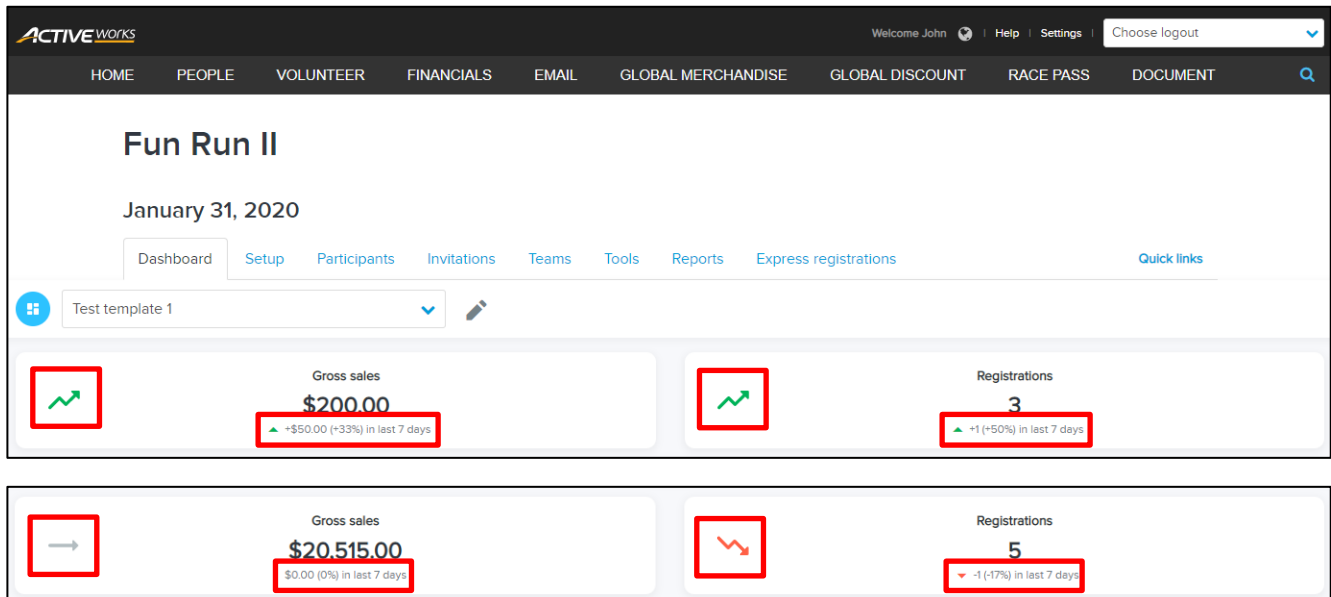 ACTIVEWORKS
Welcome John | Help | Settings | Choose logout
HOME PEOPLE VOLUNTEER FINANCIALS EMAIL GLOBAL MERCHANDISE GLOBAL DISCOUNT RACE PASS DOCUMENT
Fun Run II
January 31, 2020
Dashboard Setup Participants Invitations Teams Tools Reports Express registrations Quick links
Test template 1
Gross sales
$200.00
+$50.00 (+33%) in last 7 days
Registrations
3
+1 (+50%) in last 7 days
Gross sales
$20,515.00
$0.00 (0%) in last 7 days
Registrations
5
-1 (-17%) in last 7 days